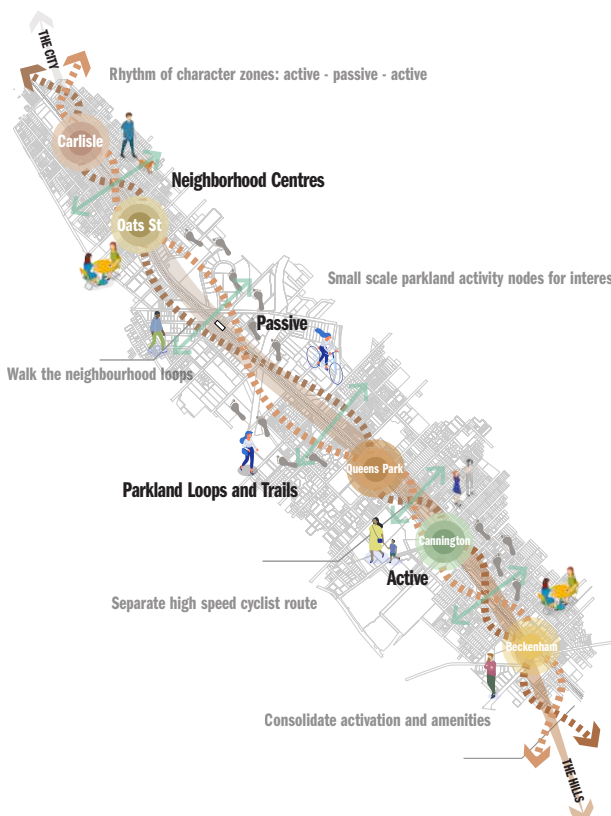 THE CITY
Rhythm of character zones: active - passive - active
Carlisle
Neighborhood Centres
Oats St
Small scale parkland activity nodes for interes
Passive
Walk the neighbourhood loops
Queens Park
Parkland Loops and Trails
Cannington
Active
Separate high speed cyclist route
Beckenham
Consolidate activation and amenities
THE HILLS